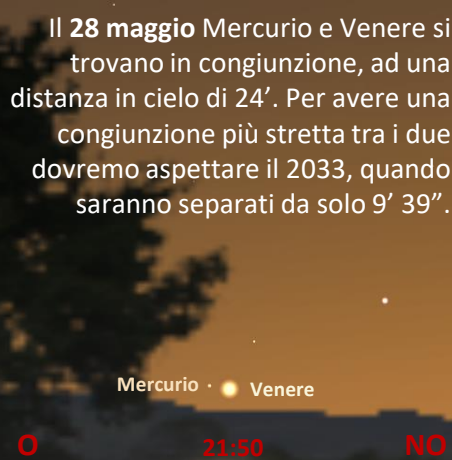 Il 28 maggio Mercurio e Venere si
trovano in congiunzione, ad una
distanza in cielo di 24’. Per avere una
congiunzione più stretta tra i due
dovremo aspettare il 2033, quando
saranno separati da solo 9’ 39”.
Mercurio Venere
O 21:50 NO